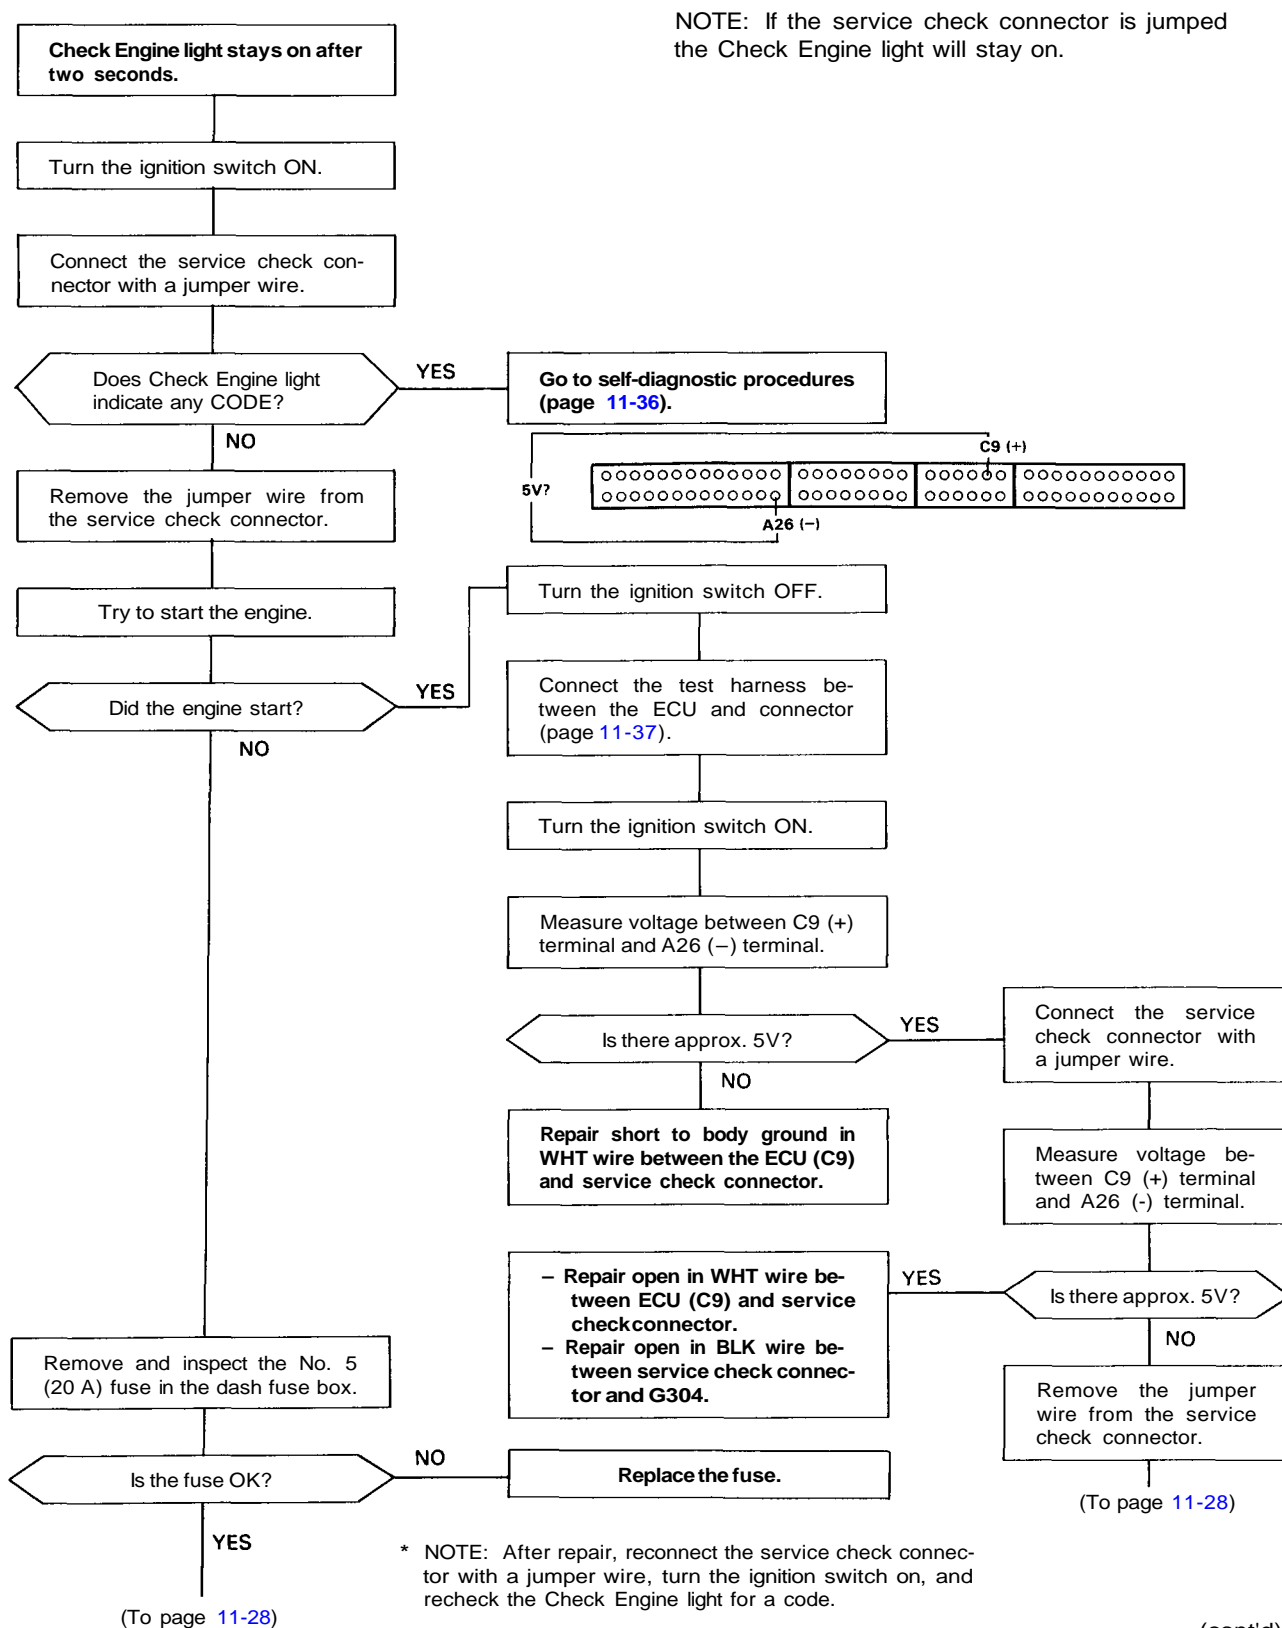 NOTE: If the service check connector is jumped
the Check Engine light will stay on.
Check Engine light stays on after
two seconds.
Turn the ignition switch ON.
Connect the service check con-
nector with a jumper wire.
Does Check Engine light
indicate any CODE?
YES
NO
Go to self-diagnostic procedures
(page 11-36).
C9 (+)
5V?
A26 (−)
Remove the jumper wire from
the service check connector.
Try to start the engine.
Did the engine start?
YES
NO
Turn the ignition switch OFF.
Connect the test harness be-
tween the ECU and connector
(page 11-37).
Turn the ignition switch ON.
Measure voltage between C9 (+)
terminal and A26 (−) terminal.
Is there approx. 5V?
YES
NO
Repair short to body ground in
WHT wire between the ECU (C9)
and service check connector.
Connect the service
check connector with
a jumper wire.
Measure voltage be-
tween C9 (+) terminal
and A26 (-) terminal.
Is there approx. 5V?
YES
NO
– Repair open in WHT wire be-
tween ECU (C9) and service
check connector.
– Repair open in BLK wire be-
tween service check connec-
tor and G304.
Remove the jumper
wire from the service
check connector.
(To page 11-28)
Remove and inspect the No. 5
(20 A) fuse in the dash fuse box.
Is the fuse OK?
NO
YES
Replace the fuse.
(To page 11-28)
* NOTE: After repair, reconnect the service check connec-
tor with a jumper wire, turn the ignition switch on, and
recheck the Check Engine light for a code.